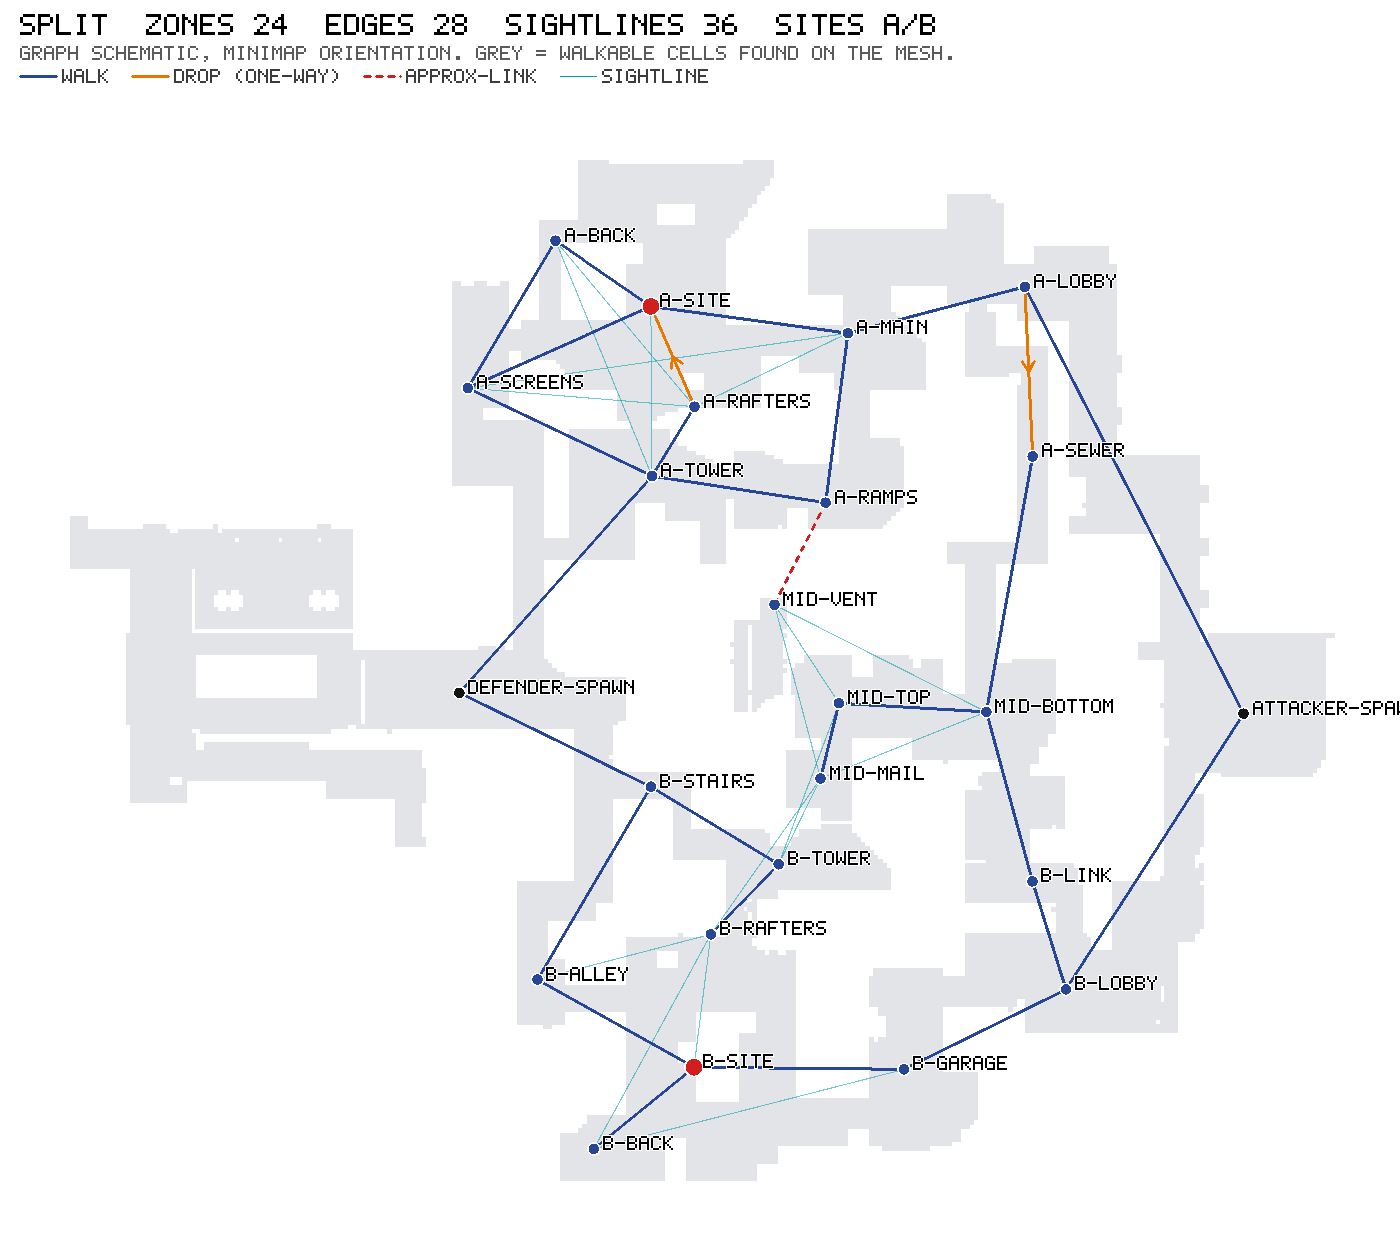 SPLIT ZONES 24 EDGES 28 SIGHTLINES 36 SITES A/B
GRAPH SCHEMATIC, MINIMAP ORIENTATION. GREY = WALKABLE CELLS FOUND ON THE MESH.
WALK DROP (ONE-WAY) APPROX-LINK SIGHTLINE
A-BACK
A-LOBBY
A-SITE
A-MAIN
A-SCREENS
A-RAFTERS
A-SEWER
A-TOWER
A-RAMPS
MID-VENT
DEFENDER-SPAWN
MID-TOP
MID-BOTTOM
ATTACKER-SPAW
MID-MAIL
B-STAIRS
B-TOWER
B-LINK
B-RAFTERS
B-ALLEY
B-LOBBY
B-SITE
B-GARAGE
B-BACK